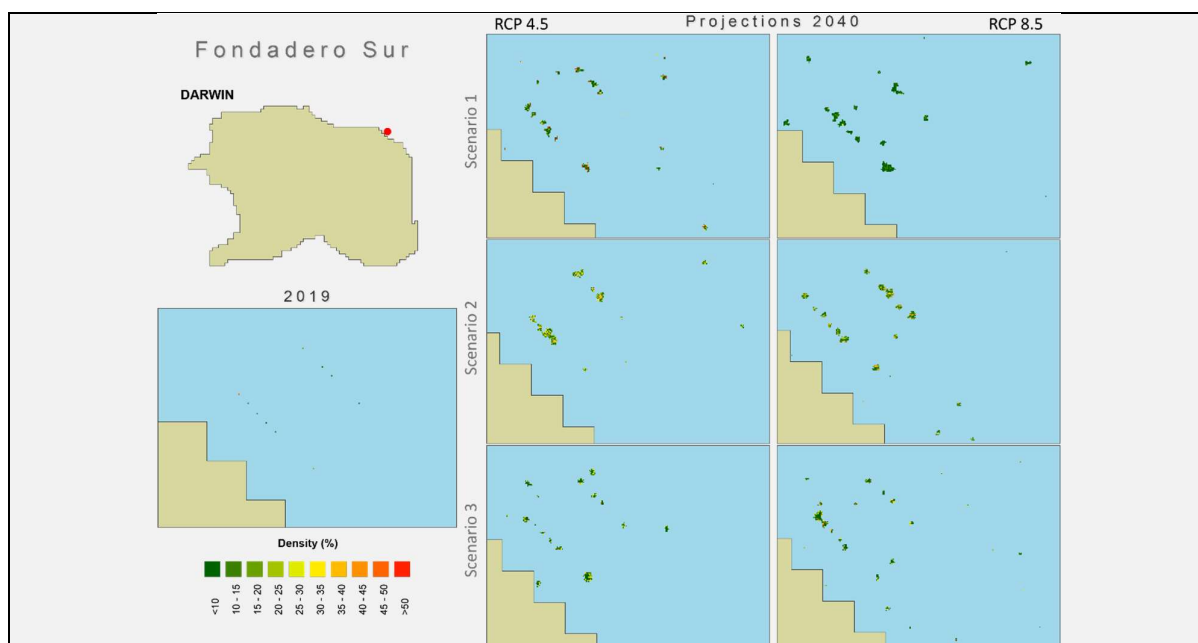 Projections 2040
RCP 4.5
RCP 8.5
Fondadero Sur
DARWIN
Scenario 1
2019
Scenario 2
Scenario 3
Density (%)
<10
10 - 15
15 - 20
20 - 25
25 - 30
30 - 35
35 - 40
40 - 45
45 - 50
>50